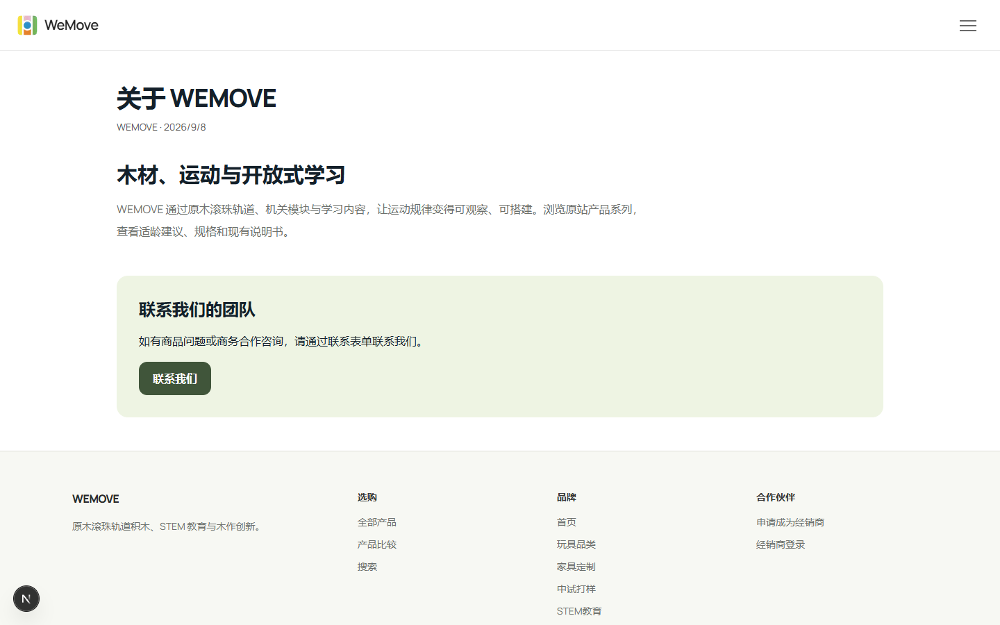 WeMove
关于 WEMOVE
WEMOVE · 2026/9/8
木材、运动与开放式学习
WEMOVE 通过原木滚珠轨道、机关模块与学习内容，让运动规律变得可观察、可搭建。浏览原站产品系列，
查看适龄建议、规格和现有说明书。
联系我们的团队
如有商品问题或商务合作咨询，请通过联系表单联系我们。
联系我们
WEMOVE
原木滚珠轨道积木、STEM 教育与木作创新。
选购
全部产品
产品比较
搜索
品牌
首页
玩具品类
家具定制
中试打样
STEM教育
合作伙伴
申请成为经销商
经销商登录
N